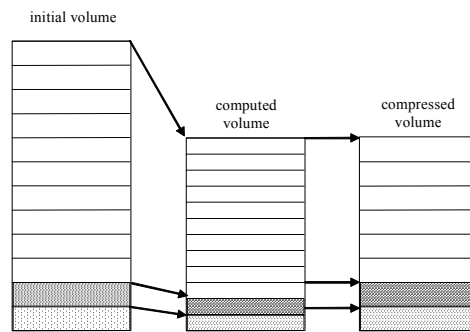 initial volume
computed
volume
compressed
volume